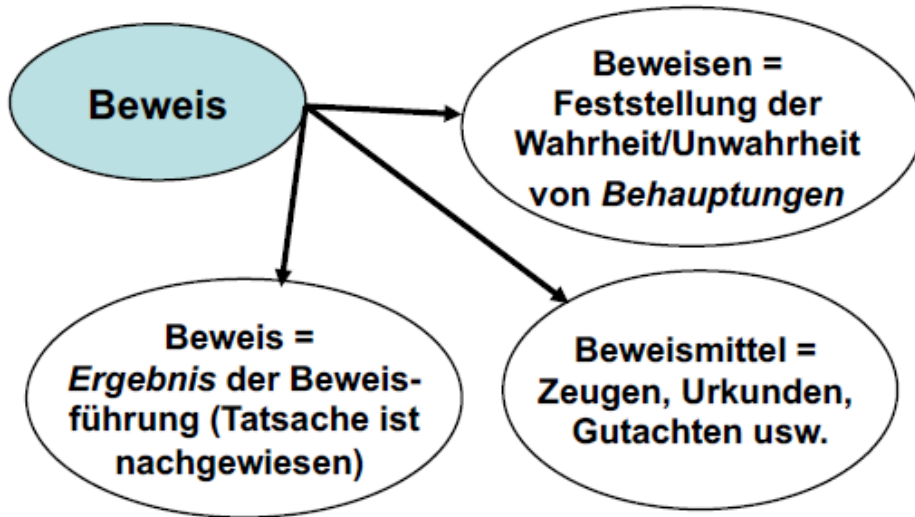 Beweis
Beweisen =
Feststellung der
Wahrheit/Unwahrheit
von Behauptungen
Beweis =
Ergebnis der Beweis-
führung (Tatsache ist
nachgewiesen)
Beweismittel =
Zeugen, Urkunden,
Gutachten usw.